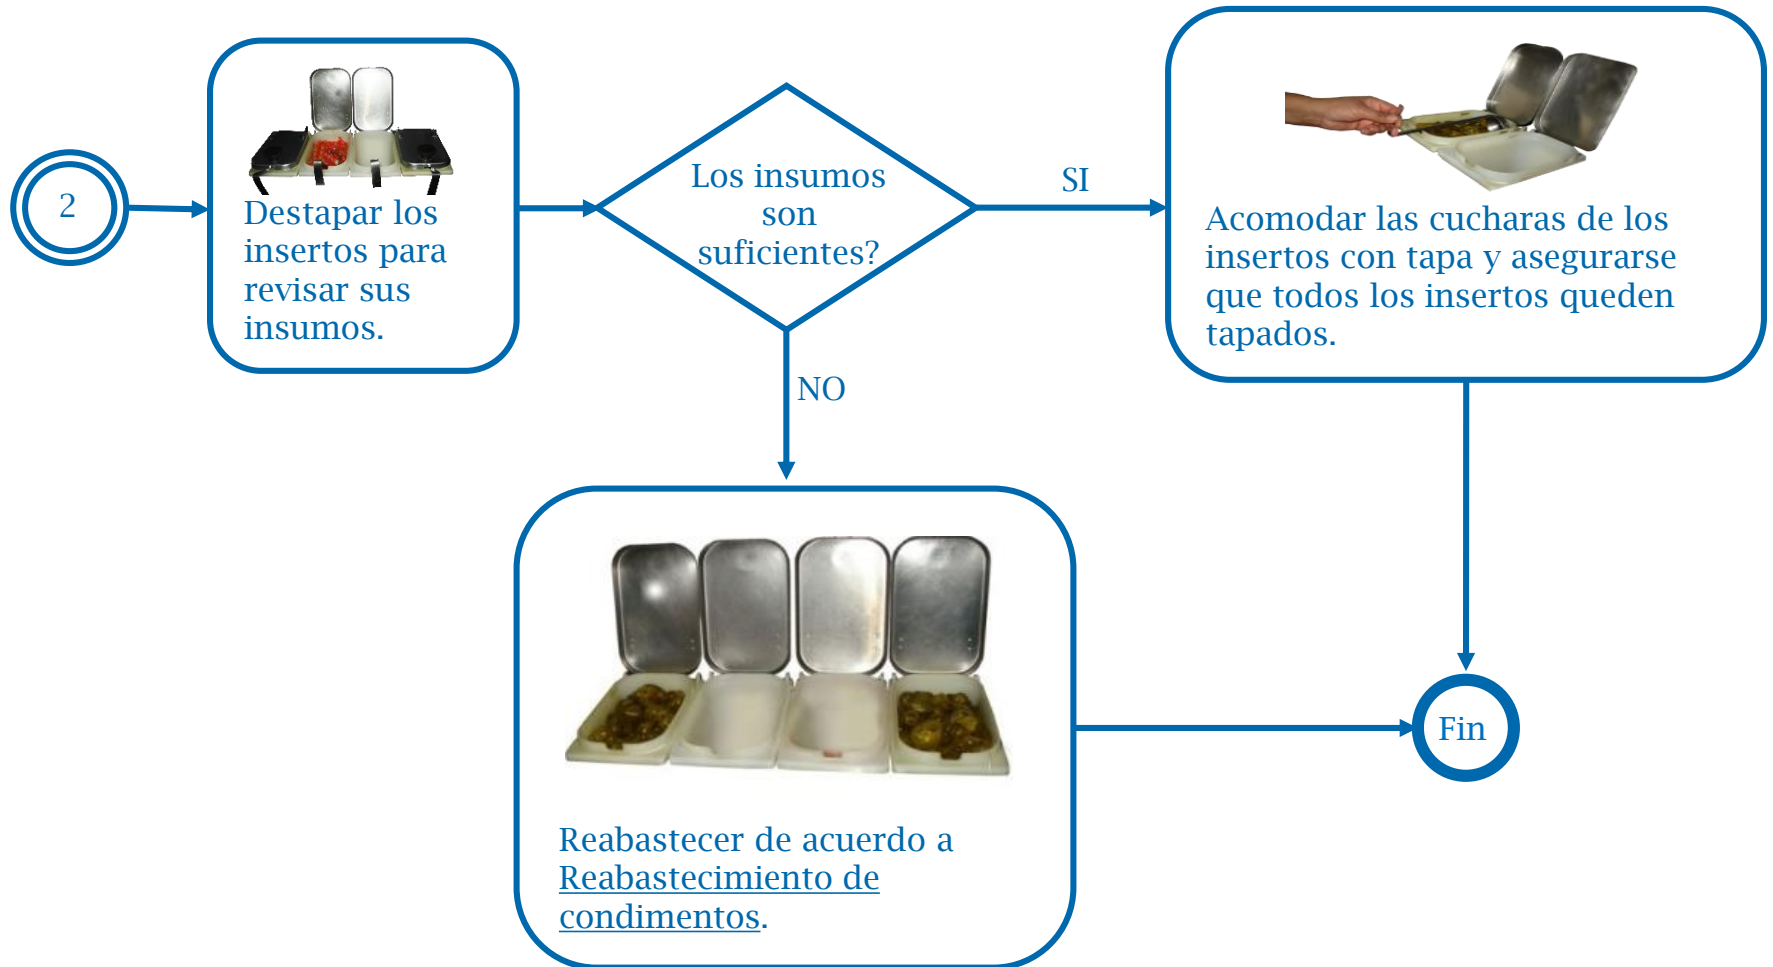 2
Destapar los
insertos para
revisar sus
insumos.
Los insumos
son
suficientes?
SI
Acomodar las cucharas de los
insertos con tapa y asegurarse
que todos los insertos queden
tapados.
NO
Reabastecer de acuerdo a
Reabastecimiento de
condimentos.
Fin